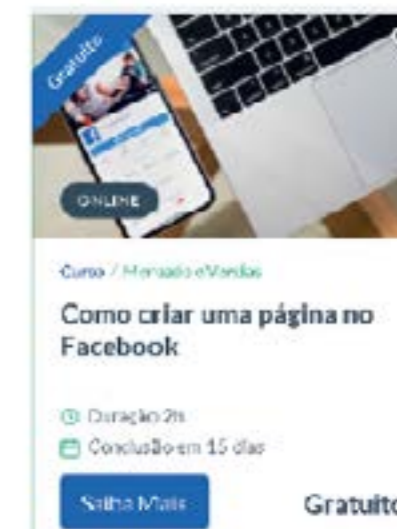 Gratuito
ONLINE
Curso / Mercado e Vendas
Como criar uma página no
Facebook
Duração 2h
Conclusão em 15 dias
Saiba Mais
Gratuito